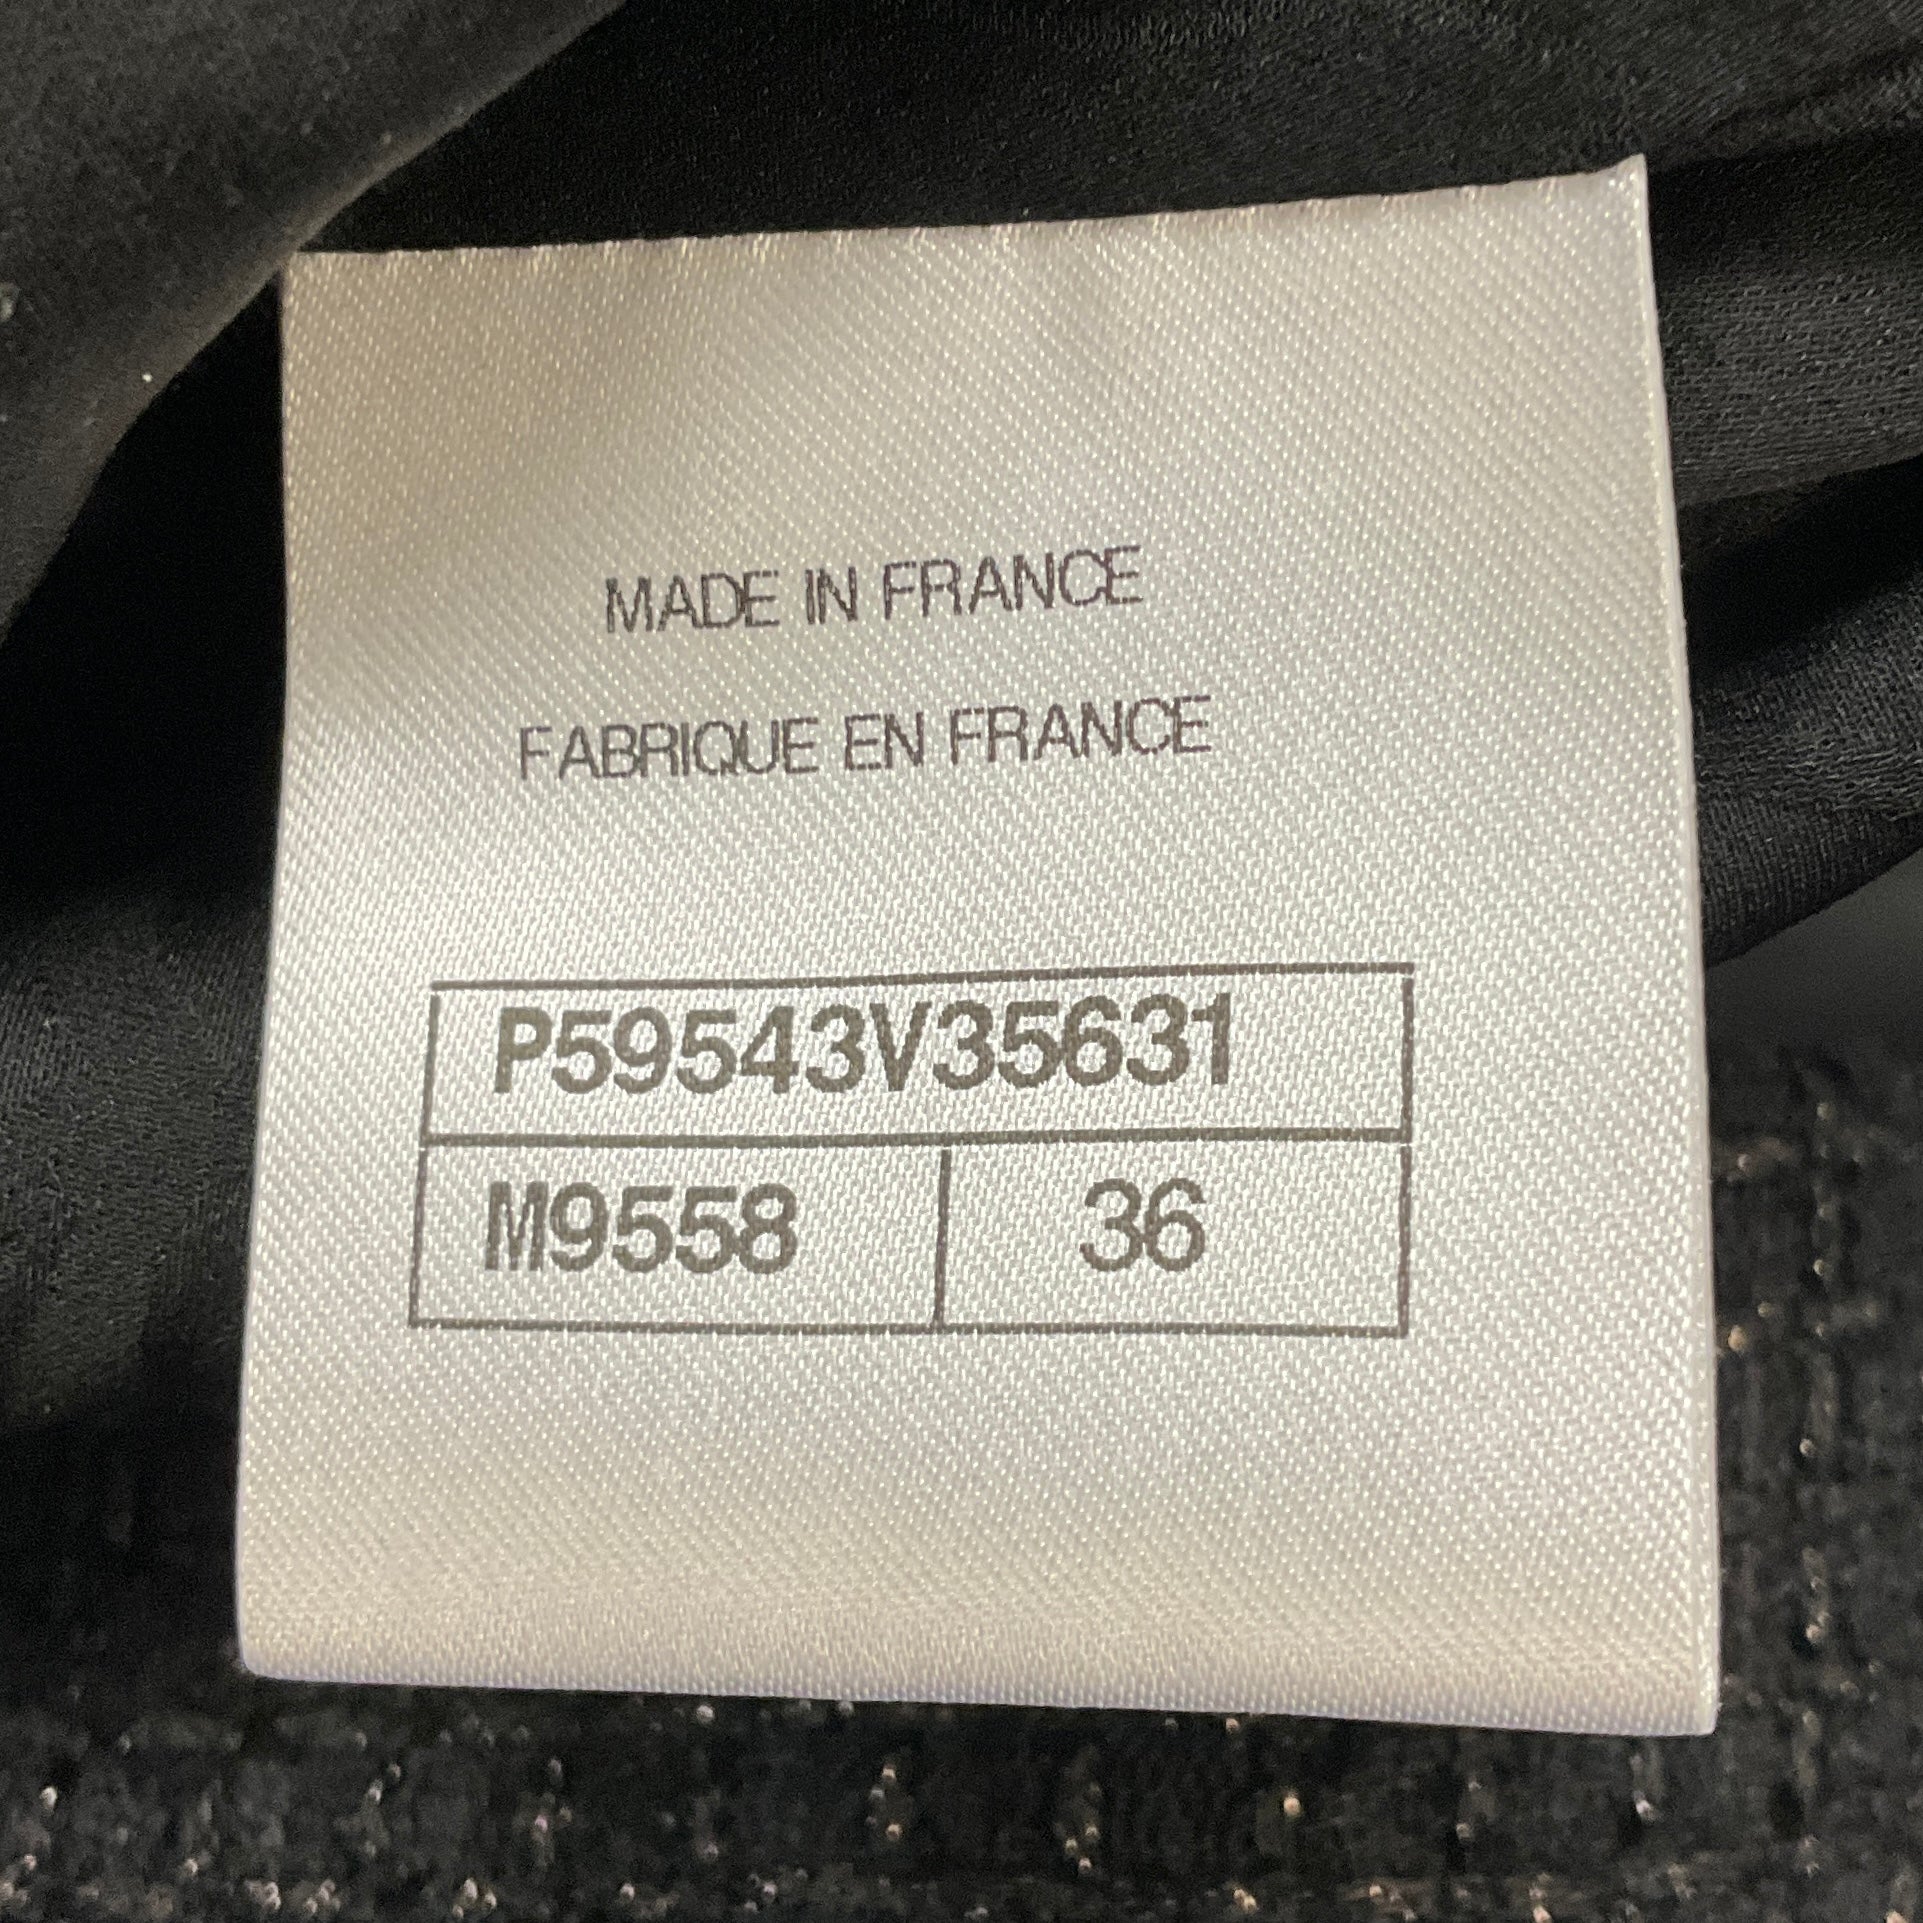 MADE IN FRANCE
FABRIQUE EN FRANCE
P59543V35631
M9558 36